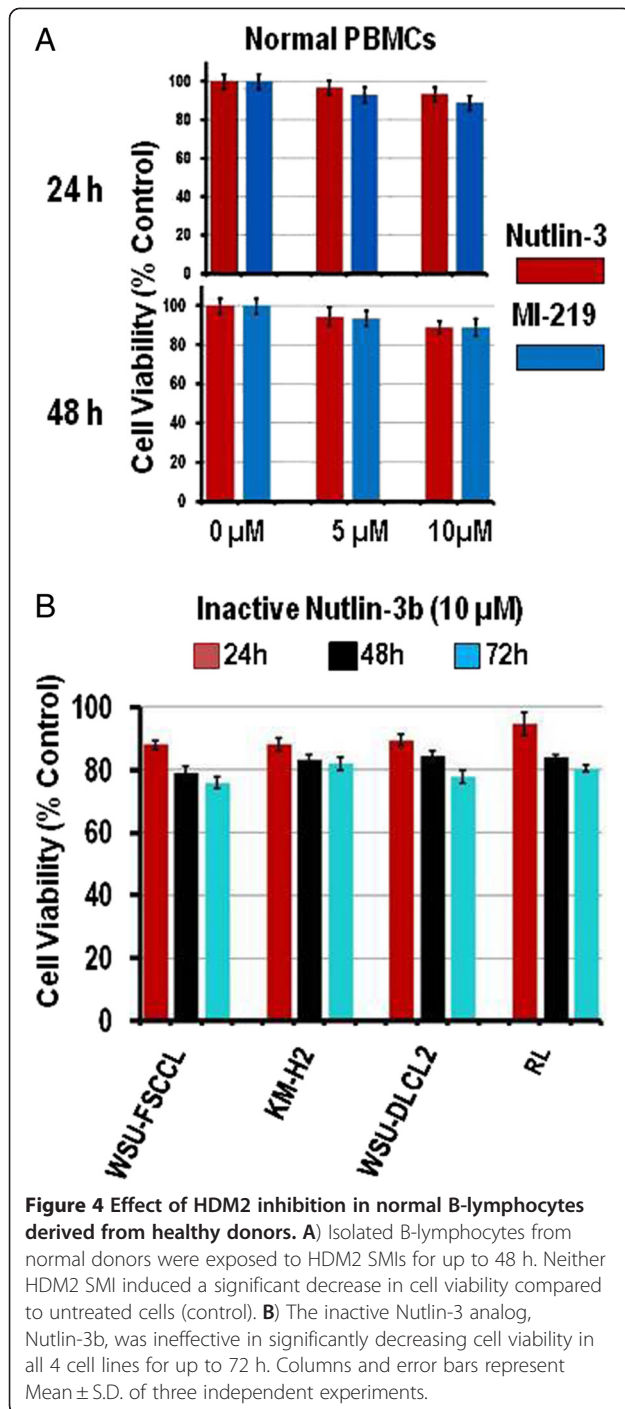 A
Normal PBMCs
24 h
Cell Viability (% Control)
100
80
60
40
20
0
Nutlin-3
MI-219
48 h
100
80
60
40
20
0
0 µM 5 µM 10µM
B
Inactive Nutlin-3b (10 µM)
24h 48h 72h
Cell Viability (% Control)
100
80
60
40
20
0
WSU-FSCCL KM-H2 WSU-DLCL2 RL
Figure 4 Effect of HDM2 inhibition in normal B-lymphocytes
derived from healthy donors. A) Isolated B-lymphocytes from
normal donors were exposed to HDM2 SMIs for up to 48 h. Neither
HDM2 SMI induced a significant decrease in cell viability compared
to untreated cells (control). B) The inactive Nutlin-3 analog,
Nutlin-3b, was ineffective in significantly decreasing cell viability in
all 4 cell lines for up to 72 h. Columns and error bars represent
Mean ± S.D. of three independent experiments.